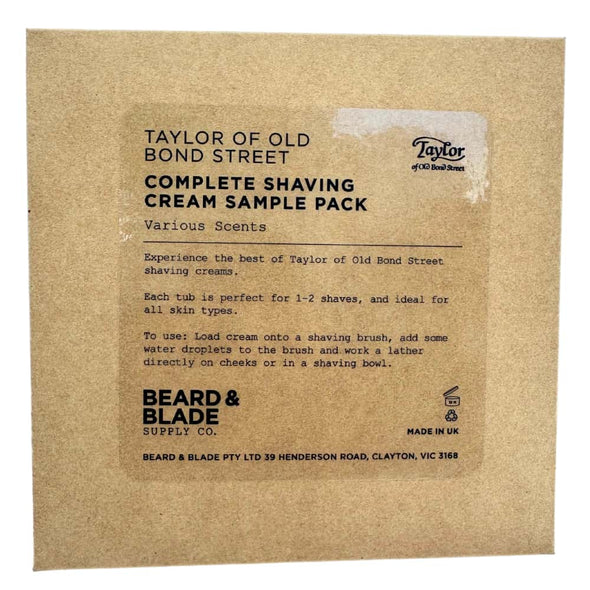 TAYLOR OF OLD
BOND STREET
Taylor
of Old Bond Street
COMPLETE SHAVING
CREAM SAMPLE PACK
Various Scents
Experience the best of Taylor of Old Bond Street
shaving creams.
Each tub is perfect for 1-2 shaves, and ideal for
all skin types.
To use: Load cream onto a shaving brush, add some
water droplets to the brush and work a lather
directly on cheeks or in a shaving bowl.
BEARD &
BLADE
SUPPLY CO.
MADE IN UK
BEARD & BLADE PTY LTD 39 HENDERSON ROAD, CLAYTON, VIC 3168